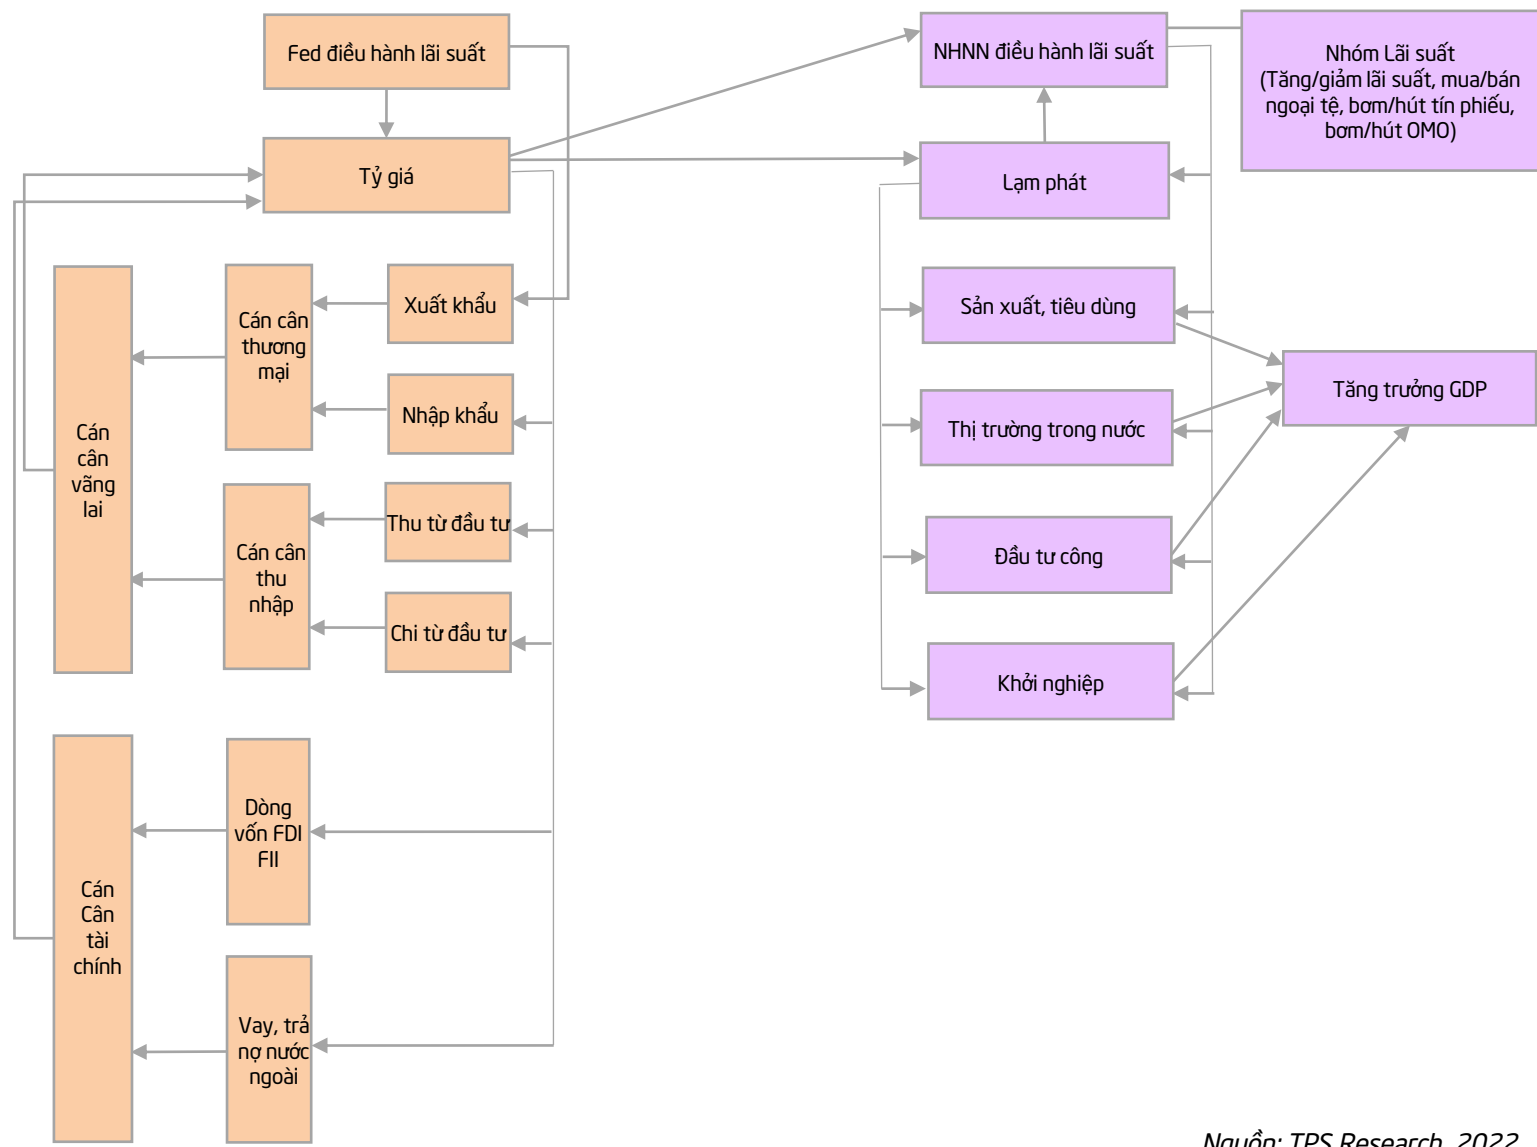 Fed điều hành lãi suất
Tỷ giá
Xuất khẩu
Cán cân
thương
mại
Nhập khẩu
Cán
cân
vãng
lai
Thu từ đầu tư
Cán cân
thu
nhập
Chi từ đầu tư
Dòng
vốn FDI
FII
Cán
Cân
tài
chính
Vay, trả
nợ nước
ngoài
NHNN điều hành lãi suất
Nhóm Lãi suất
(Tăng/giảm lãi suất, mua/bán
ngoại tệ, bơm/hút tín phiếu,
bơm/hút OMO)
Lạm phát
Sản xuất, tiêu dùng
Tăng trưởng GDP
Thị trường trong nước
Đầu tư công
Khởi nghiệp
Nguồn: TPS Research, 2022